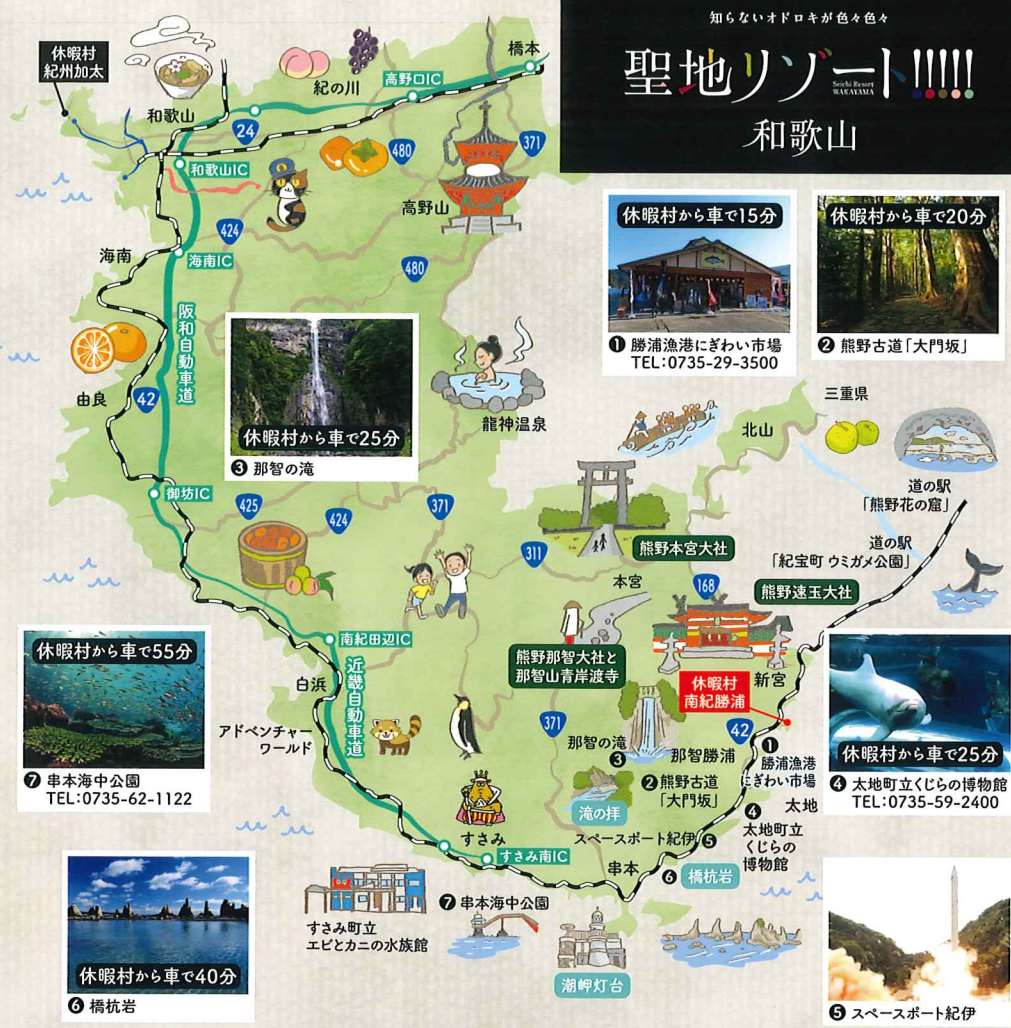 知らないオドロキが色々色々
聖地リゾート!!!!!
Seichi Resort
WAKAYAMA
和歌山
休暇村
紀州加太
和歌山
紀の川
高野口IC
橋本
24
和歌山IC
480
371
高野山
424
海南
海南IC
480
阪和自動車道
由良
42
龍神温泉
御坊IC
425
424
371
311
休暇村から車で15分
❶ 勝浦漁港にぎわい市場
TEL:0735-29-3500
休暇村から車で20分
❷ 熊野古道「大門坂」
休暇村から車で25分
❸ 那智の滝
三重県
北山
道の駅
「熊野花の窟」
道の駅
「紀宝町 ウミガメ公園」
熊野本宮大社
本宮
168
熊野速玉大社
熊野那智大社と
那智山青岸渡寺
新宮
休暇村
南紀勝浦
南紀田辺IC
白浜
近畿自動車道
アドベンチャー
ワールド
371
那智の滝
❸
那智勝浦
42
❶
勝浦漁港
にぎわい市場
❷ 熊野古道
「大門坂」
滝の拝
太地
❹
太地町立
くじらの
博物館
スペースポート紀伊 ❺
すさみ
すさみ南IC
串本
❻ 橋杭岩
すさみ町立
エビとカニの水族館
❼ 串本海中公園
潮岬灯台
休暇村から車で55分
❼ 串本海中公園
TEL:0735-62-1122
休暇村から車で25分
❹ 太地町立くじらの博物館
TEL:0735-59-2400
休暇村から車で40分
❻ 橋杭岩
❺ スペースポート紀伊